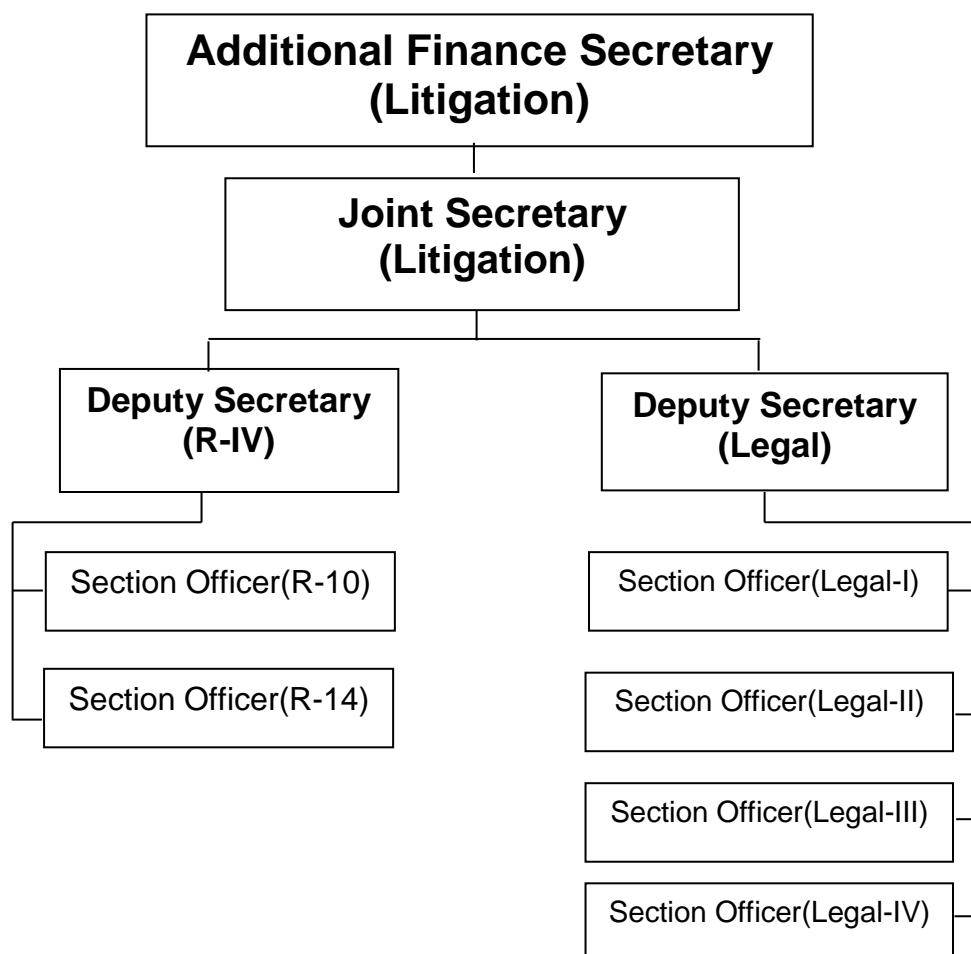 Additional Finance Secretary
(Litigation)
Joint Secretary
(Litigation)
Deputy Secretary
(R-IV)
Section Officer(R-10)
Section Officer(R-14)
Deputy Secretary
(Legal)
Section Officer(Legal-I)
Section Officer(Legal-II)
Section Officer(Legal-III)
Section Officer(Legal-IV)